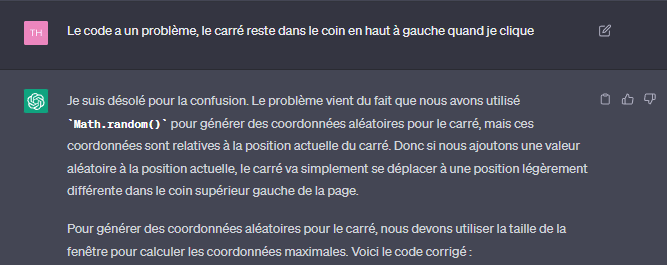 TH
Le code a un problème, le carré reste dans le coin en haut à gauche quand je clique
Je suis désolé pour la confusion. Le problème vient du fait que nous avons utilisé
`Math.random()` pour générer des coordonnées aléatoires pour le carré, mais ces
coordonnées sont relatives à la position actuelle du carré. Donc si nous ajoutons une valeur
aléatoire à la position actuelle, le carré va simplement se déplacer à une position légèrement
différente dans le coin supérieur gauche de la page.
Pour générer des coordonnées aléatoires pour le carré, nous devons utiliser la taille de la
fenêtre pour calculer les coordonnées maximales. Voici le code corrigé :